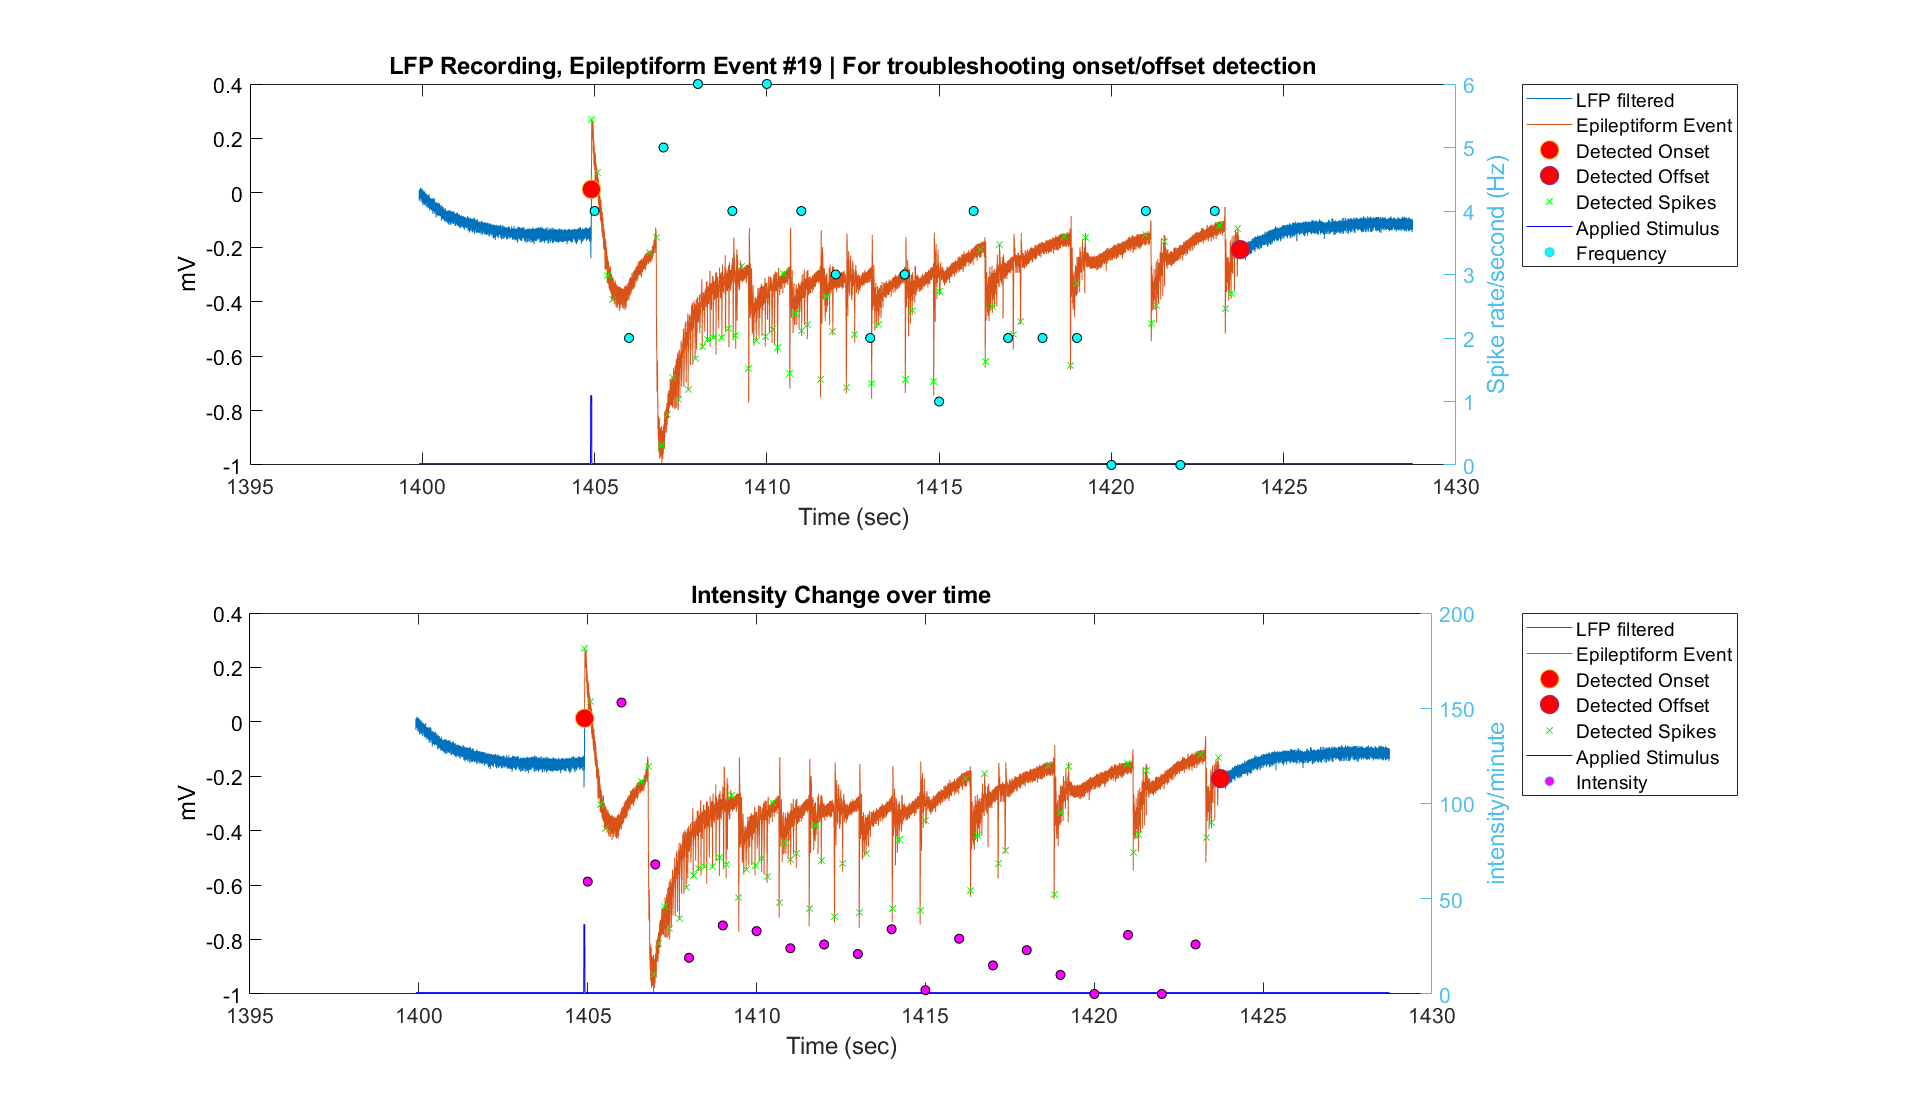 LFP Recording, Epileptiform Event #19 | For troubleshooting onset/offset detection
0.4
0.2
0
-0.2
-0.4
-0.6
-0.8
-1
mV
1395
1400
1405
1410
1415
1420
1425
1430
Time (sec)
6
5
4
3
2
1
0
Spike rate/second (Hz)
LFP filtered
Epileptiform Event
Detected Onset
Detected Offset
Detected Spikes
Applied Stimulus
Frequency
Intensity Change over time
0.4
0.2
0
-0.2
-0.4
-0.6
-0.8
-1
mV
1395
1400
1405
1410
1415
1420
1425
1430
Time (sec)
200
150
100
50
0
intensity/minute
LFP filtered
Epileptiform Event
Detected Onset
Detected Offset
Detected Spikes
Applied Stimulus
Intensity